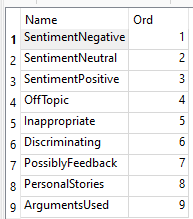 Name Ord
1 SentimentNegative 1
2 SentimentNeutral 2
3 SentimentPositive 3
4 OffTopic 4
5 Inappropriate 5
6 Discriminating 6
7 PossiblyFeedback 7
8 PersonalStories 8
9 ArgumentsUsed 9